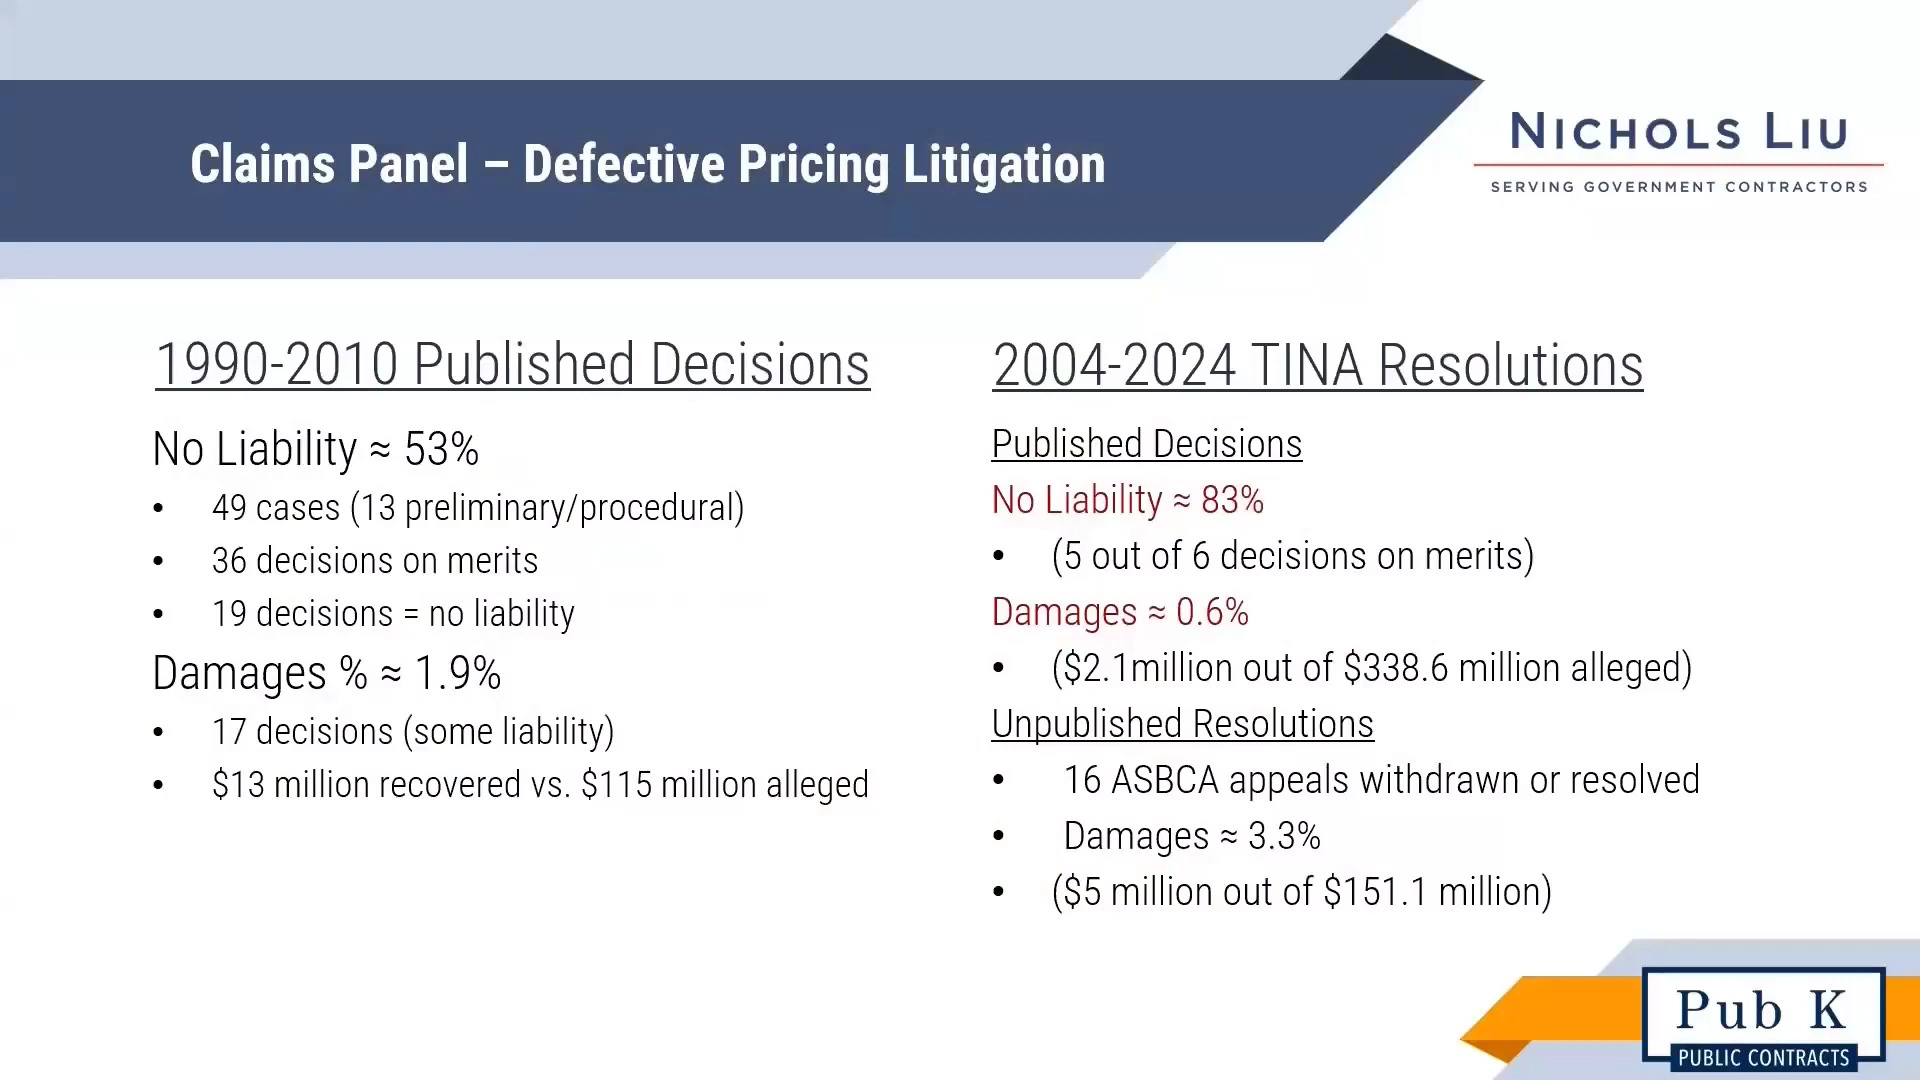 Claims Panel – Defective Pricing Litigation
NICHOLS LIU
SERVING GOVERNMENT CONTRACTORS
1990-2010 Published Decisions
No Liability ≈ 53%
• 49 cases (13 preliminary/procedural)
• 36 decisions on merits
• 19 decisions = no liability
Damages % ≈ 1.9%
• 17 decisions (some liability)
• $13 million recovered vs. $115 million alleged
2004-2024 TINA Resolutions
Published Decisions
No Liability ≈ 83%
• (5 out of 6 decisions on merits)
Damages ≈ 0.6%
• ($2.1million out of $338.6 million alleged)
Unpublished Resolutions
• 16 ASBCA appeals withdrawn or resolved
• Damages ≈ 3.3%
• ($5 million out of $151.1 million)
Pub K
PUBLIC CONTRACTS